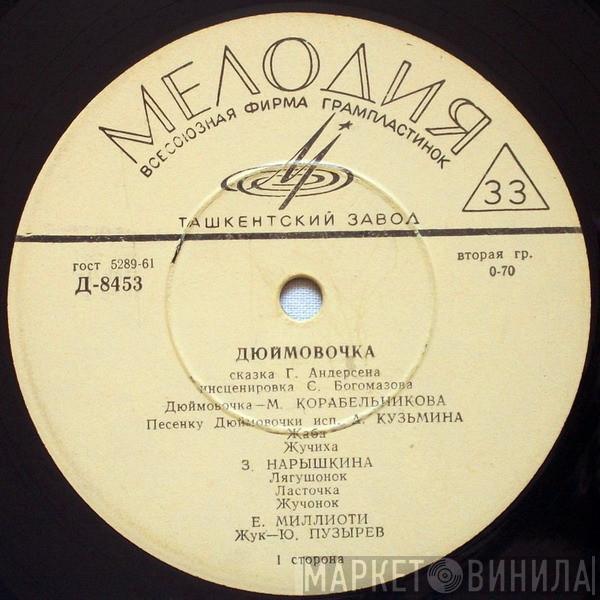 МЕЛОДИЯ
ВСЕСОЮЗНАЯ ФИРМА ГРАМПЛАСТИНОК
33
ТАШКЕНТСКИЙ ЗАВОД
гост 5289-61
Д-8453
вторая гр.
0-70
ДЮЙМОВОЧКА
сказка Г. Андерсена
инсценировка С. Богомазова
Дюймовочка—М. КОРАБЕЛЬНИКОВА
Песенку Дюймовочки исп. А. КУЗЬМИНА
Жаба
Жучиха
З. НАРЫШКИНА
Лягушонок
Ласточка
Жучонок
Е. МИЛЛИОТИ
Жук—Ю. ПУЗЫРЕВ
1 сторона
МАРКЕТ ВИНИЛА